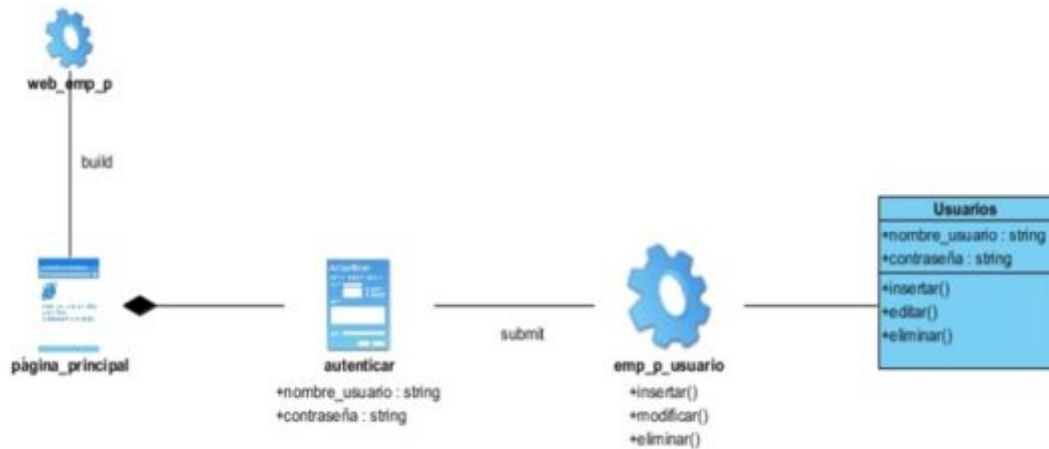 web_emp_p
build
pàgina_principal
autenticar
+nombre_usuario : string
+contraseña : string
submit
emp_p_usuario
+insertar()
+modificar()
+eliminar()
Usuarios
+nombre_usuario : string
+contraseña : string
+insertar()
+editar()
+eliminar()